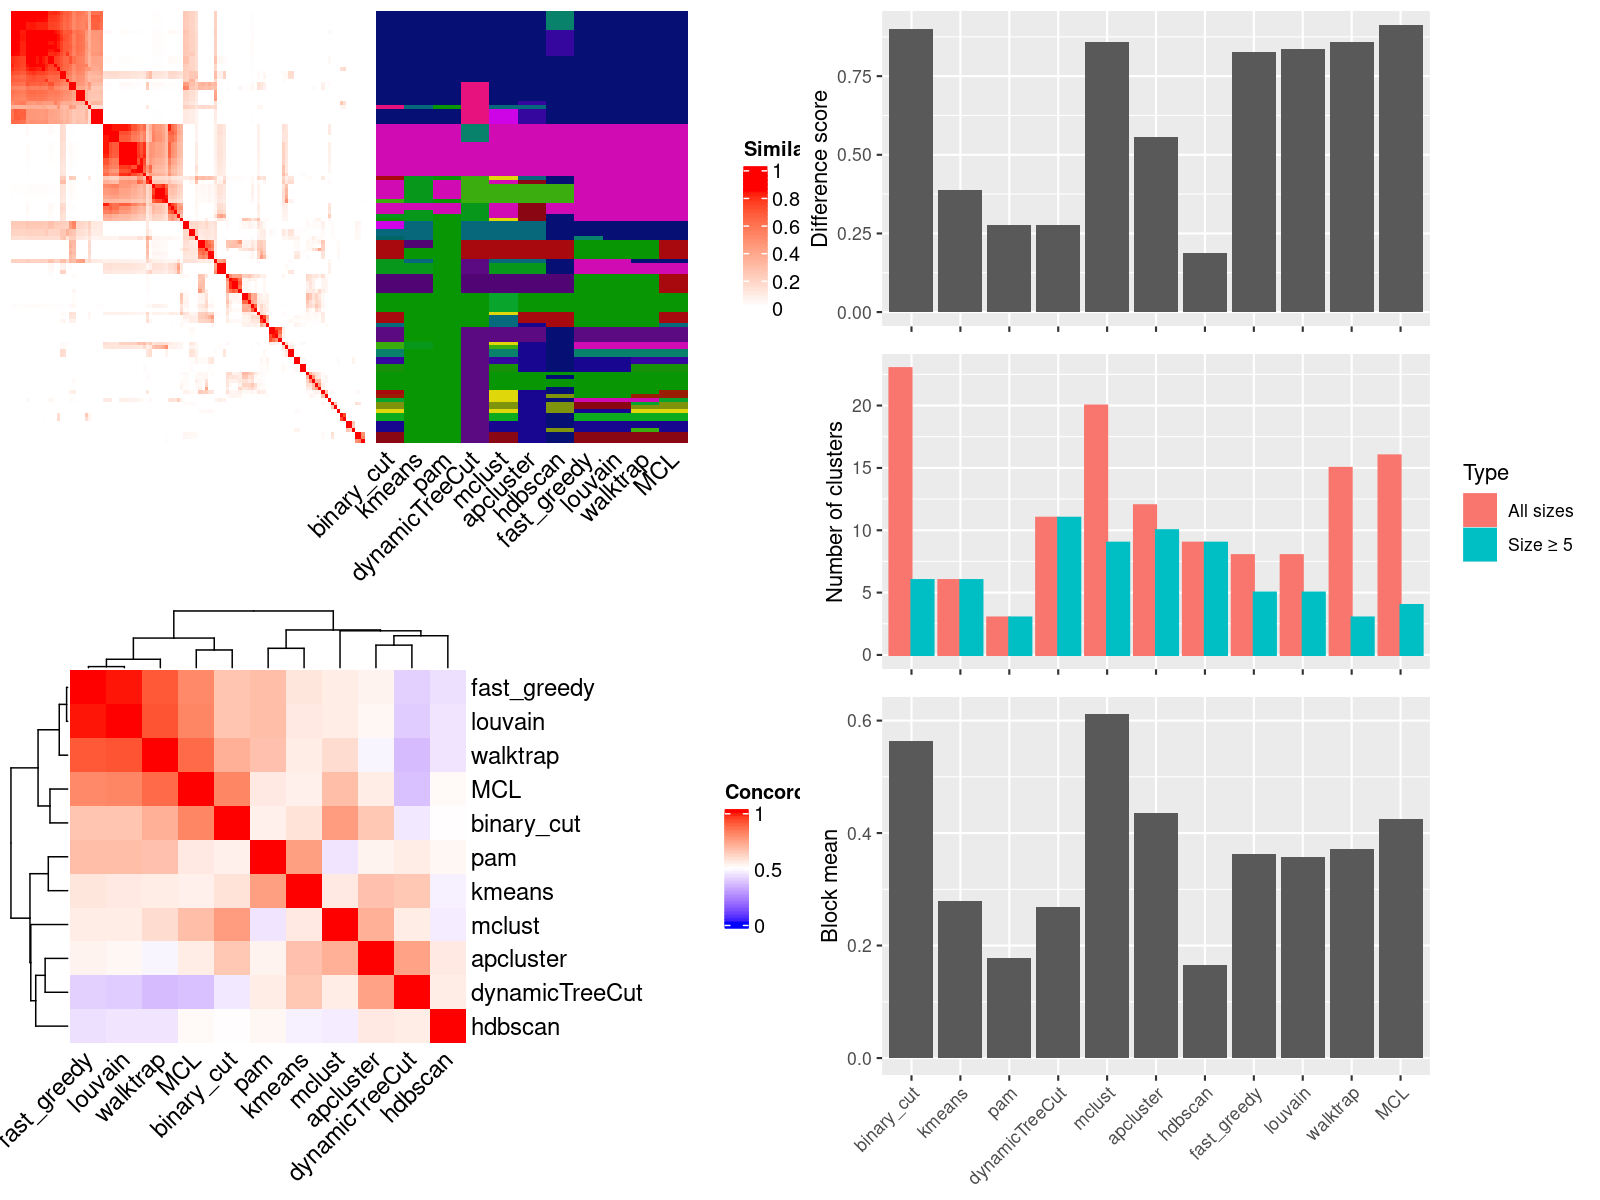 Simila
1
0.8
0.6
0.4
0.2
0
binary_cut
kmeans
pam
dynamicTreeCut
mclust
apcluster
hdbscan
fast_greedy
louvain
walktrap
MCL
Difference score
0.75
0.50
0.25
0.00
Number of clusters
20
15
10
5
0
Type
All sizes
Size ≥ 5
Block mean
0.6
0.4
0.2
0.0
binary_cut
kmeans
pam
dynamicTreeCut
mclust
apcluster
hdbscan
fast_greedy
louvain
walktrap
MCL
fast_greedy
louvain
walktrap
MCL
binary_cut
pam
kmeans
mclust
apcluster
dynamicTreeCut
hdbscan
fast_greedy
louvain
walktrap
MCL
binary_cut
pam
kmeans
mclust
apcluster
dynamicTreeCut
hdbscan
Concord
1
0.5
0